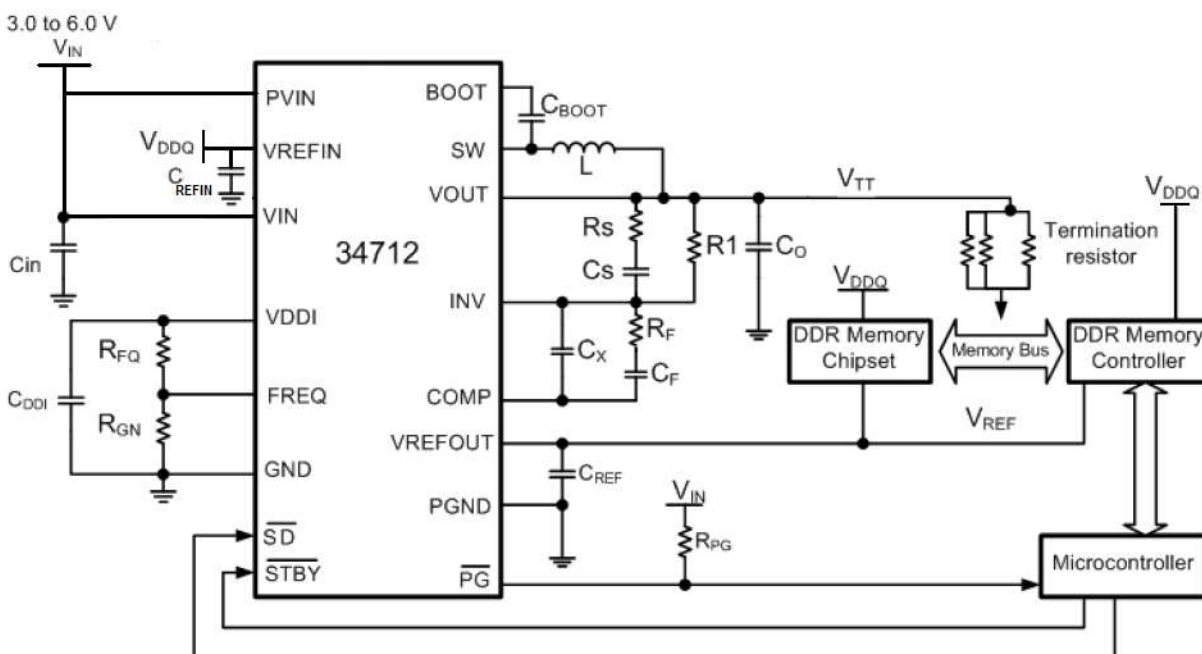 3.0 to 6.0 V
VIN
PVIN
BOOT
CBOOT
VDDQ
VREFIN
SW
L
C
REFIN
VIN
VOUT
VTT
VDDQ
Cin
34712
Rs
R1
CO
Termination
resistor
Cs
VDDQ
INV
VDDI
RF
DDR Memory
Chipset
Memory Bus
DDR Memory
Controller
RFQ
CX
CF
CDDI
FREQ
COMP
RGN
VREFOUT
VREF
GND
CREF
PGND
VIN
SD
RPG
STBY
PG
Microcontroller